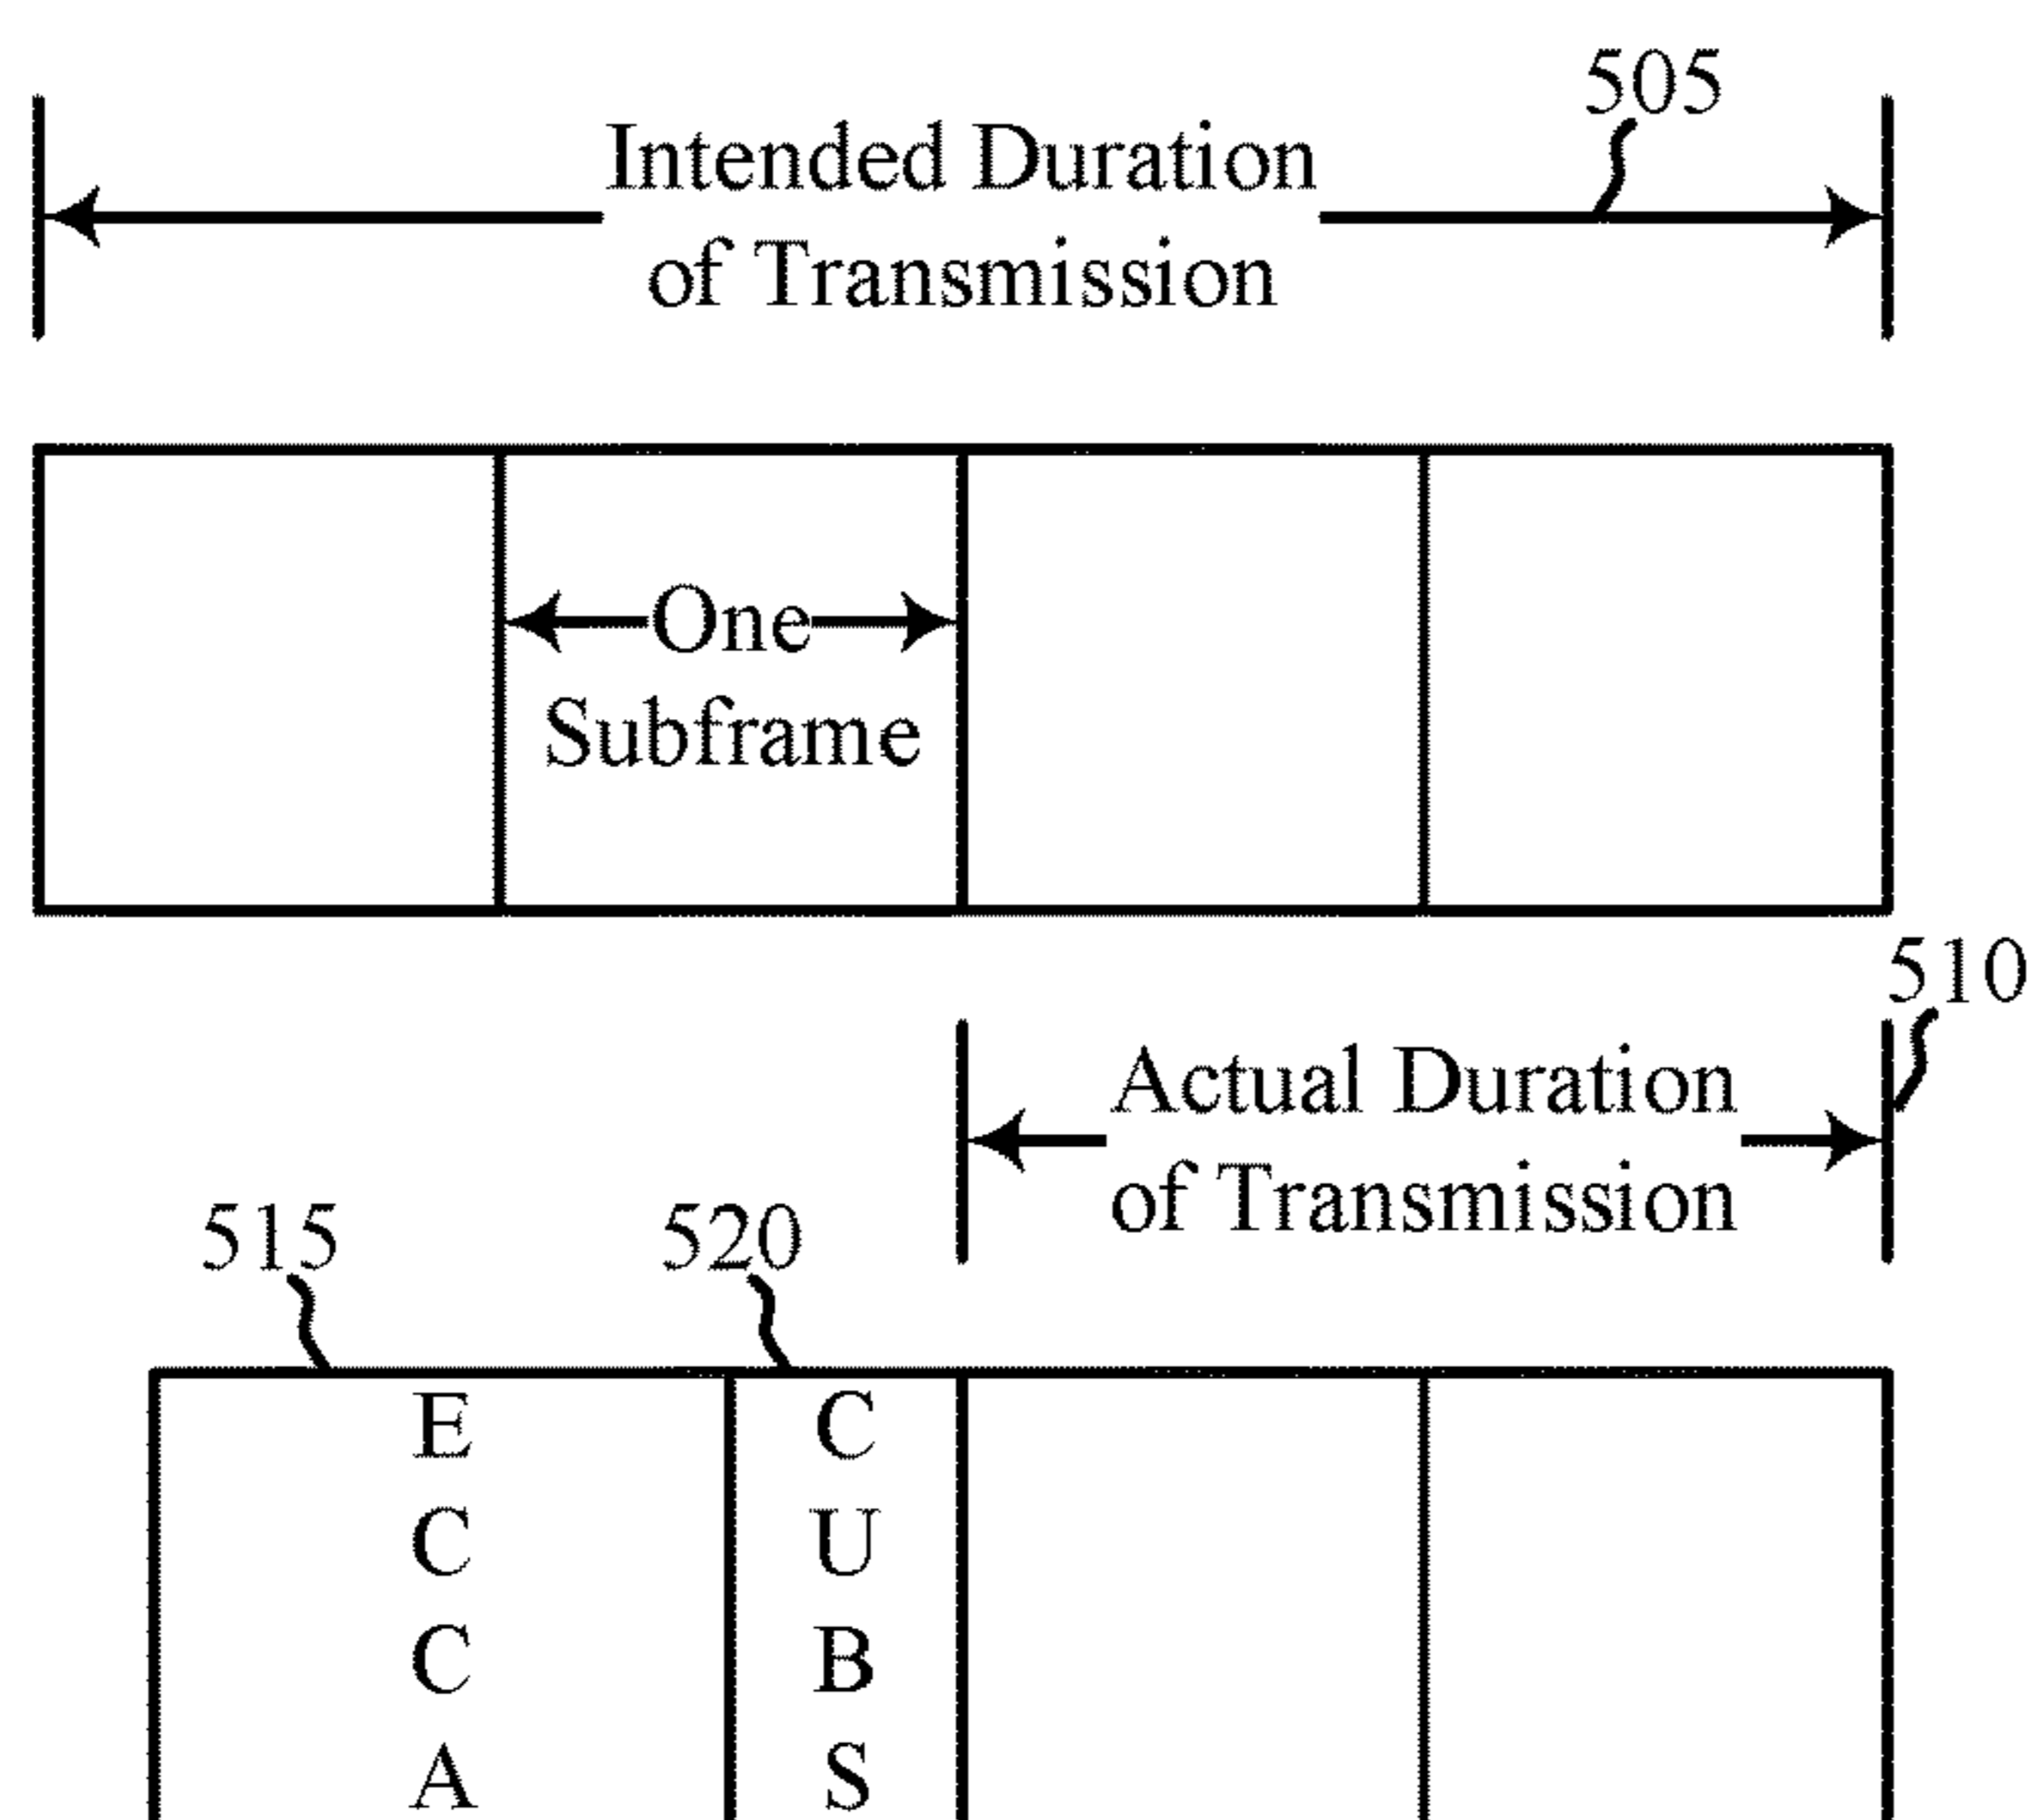 505
Intended Duration
of Transmission
One
Subframe
510
Actual Duration
of Transmission
515
520
E
C
C
A
C
U
B
S